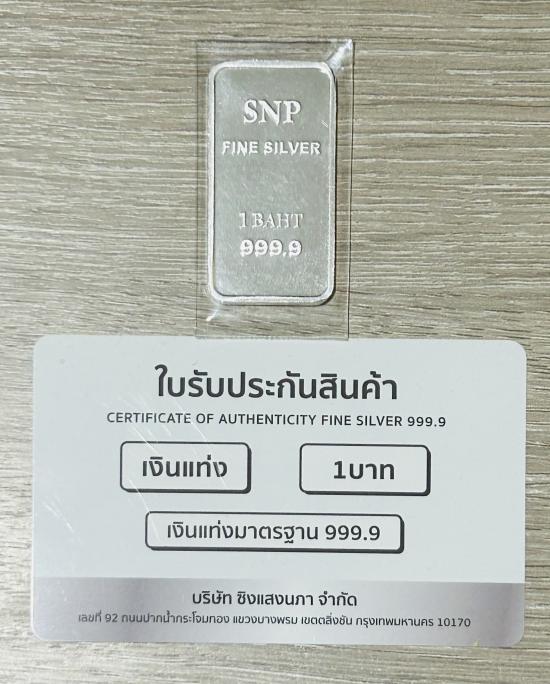 SNP
FINE SILVER
1 BAHT
999.9
ใบรับประกันสินค้า
CERTIFICATE OF AUTHENTICITY FINE SILVER 999.9
เงินแท่ง 1บาท
เงินแท่งมาตรฐาน 999.9
บริษัท ซิงแสงนภา จำกัด
เลขที่ 92 ถนนปากน้ำกระโจมทอง แขวงบางพรม เขตตลิ่งชัน กรุงเทพมหานคร 10170